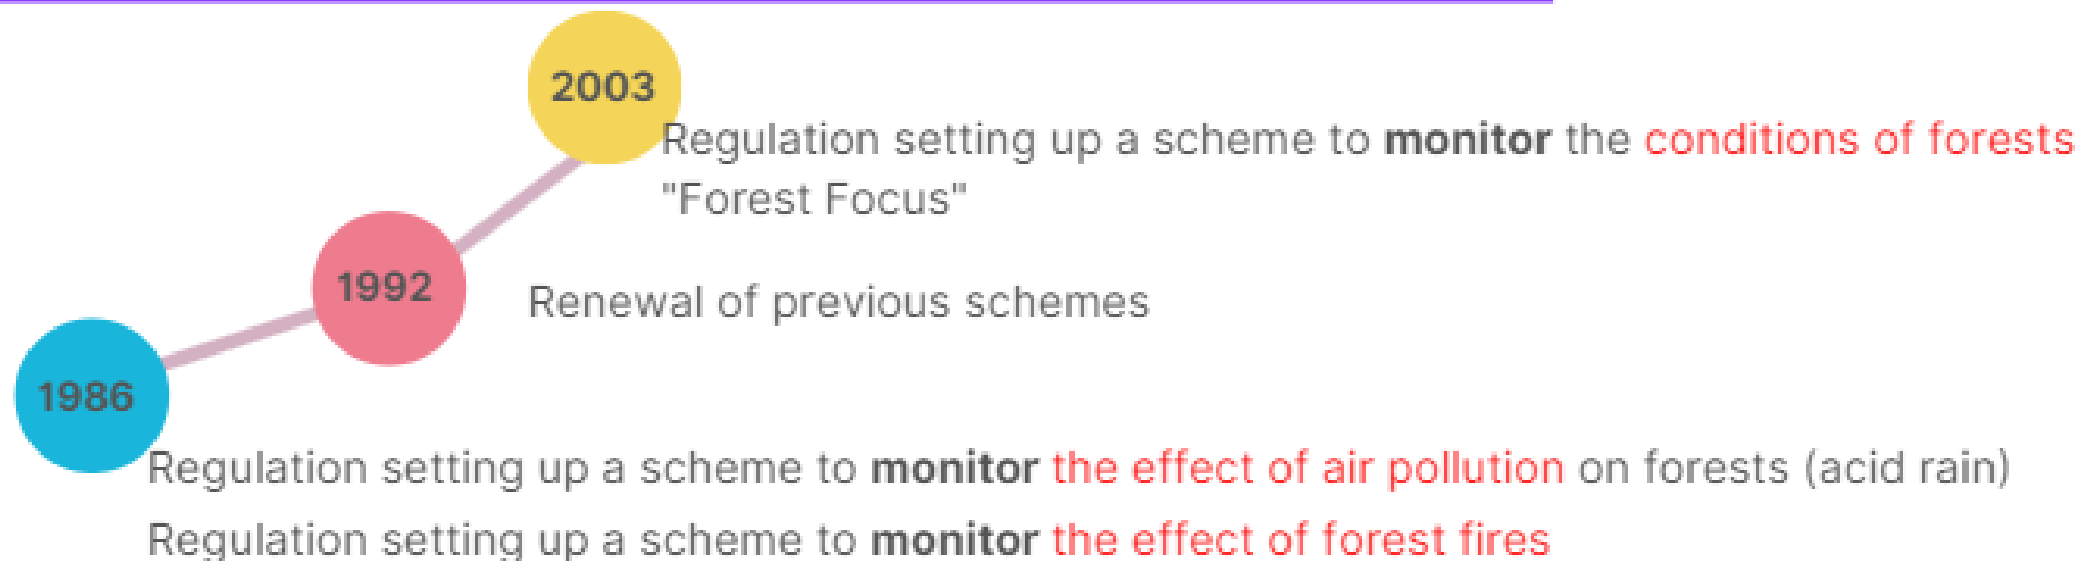 2003
Regulation setting up a scheme to monitor the conditions of forests
"Forest Focus"
1992
Renewal of previous schemes
1986
Regulation setting up a scheme to monitor the effect of air pollution on forests (acid rain)
Regulation setting up a scheme to monitor the effect of forest fires